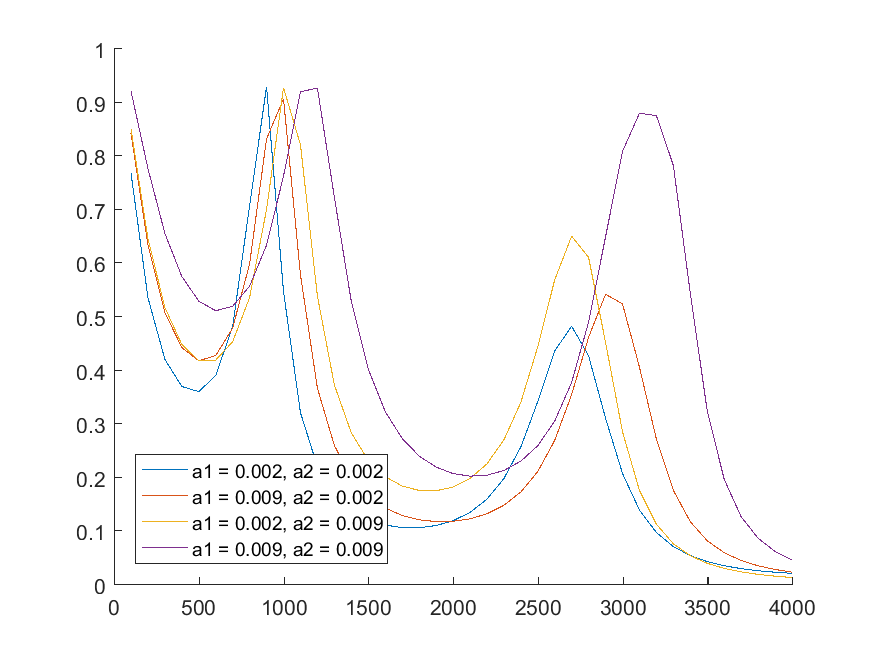 1
0.9
0.8
0.7
0.6
0.5
0.4
0.3
0.2
0.1
0
a1 = 0.002, a2 = 0.002
a1 = 0.009, a2 = 0.002
a1 = 0.002, a2 = 0.009
a1 = 0.009, a2 = 0.009
0 500 1000 1500 2000 2500 3000 3500 4000